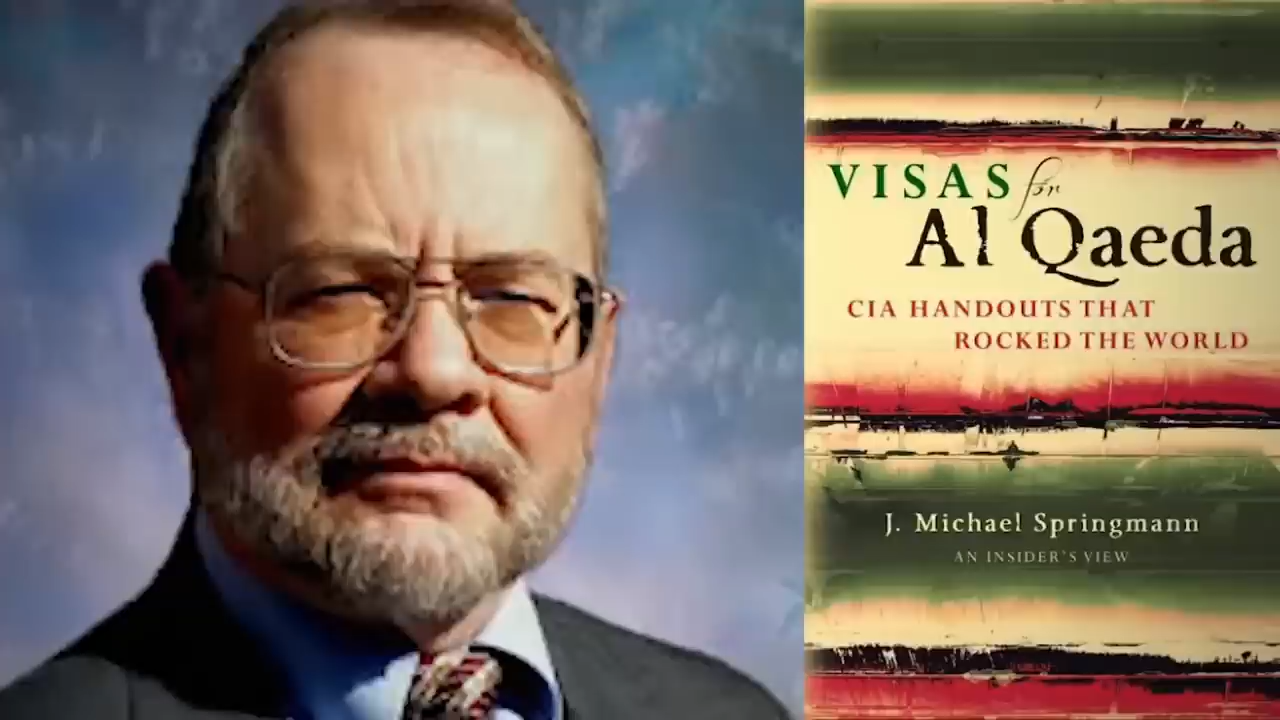 VISAS for
Al Qaeda
CIA HANDOUTS THAT
ROCKED THE WORLD
J. Michael Springmann
AN INSIDER'S VIEW